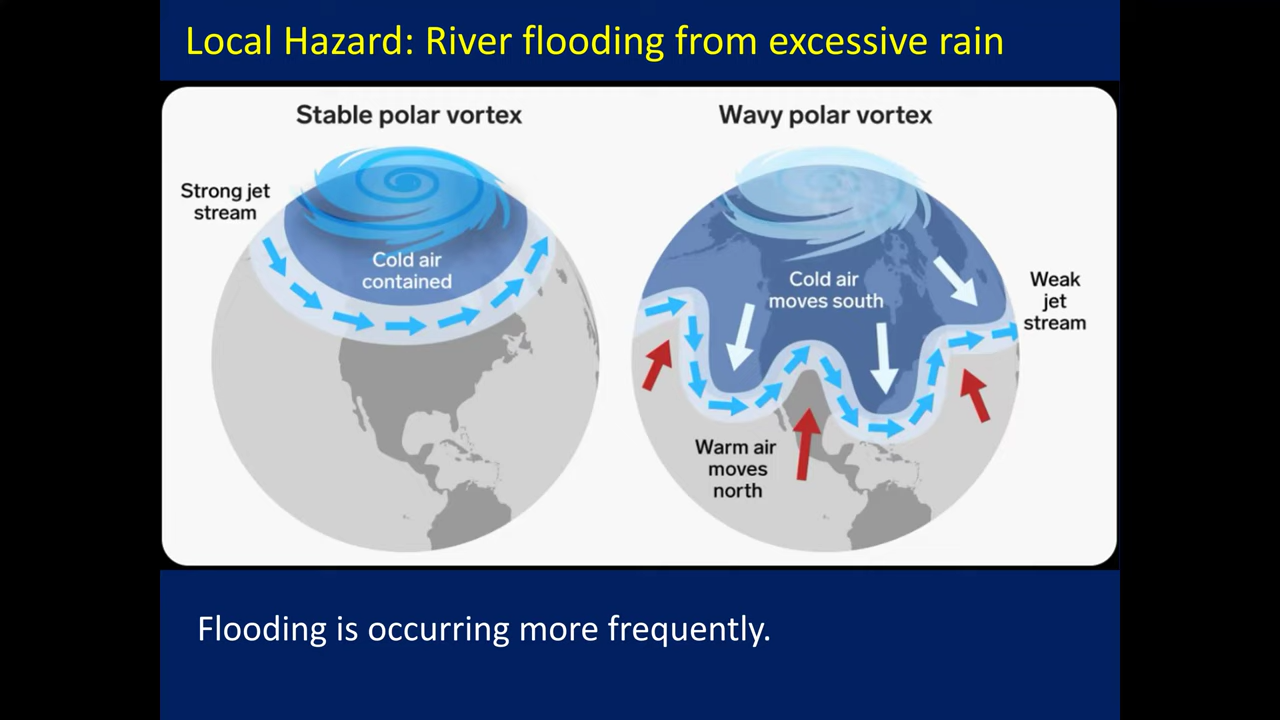 Local Hazard: River flooding from excessive rain
Stable polar vortex
Strong jet
stream
Cold air
contained
Wavy polar vortex
Cold air
moves south
Weak
jet
stream
Warm air
moves
north
Flooding is occurring more frequently.